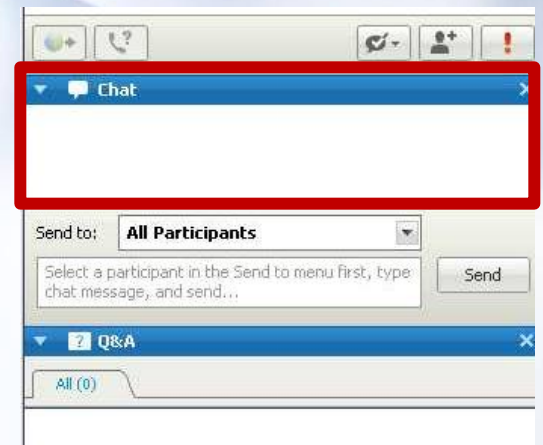 Chat
Send to: All Participants
Select a participant in the Send to menu first, type
chat message, and send...
Send
? Q&A
All (0)